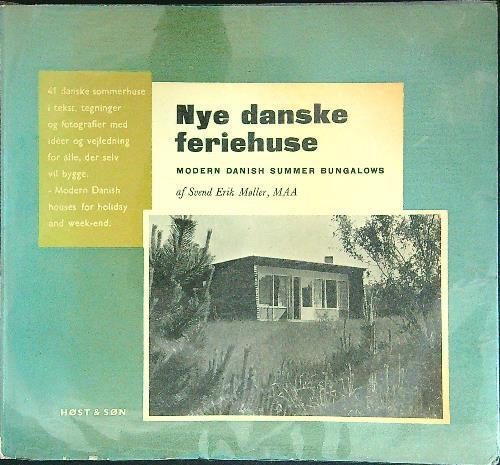 41 danske sommerhuse
i tekst, tegninger
og fotografier med
idéer og vejledning
for alle, der selv
vil bygge.
- Modern Danish
houses for holiday
and week-end.
Nye danske
feriehuse
MODERN DANISH SUMMER BUNGALOWS
af Svend Erik Møller, MAA
HØST & SØN